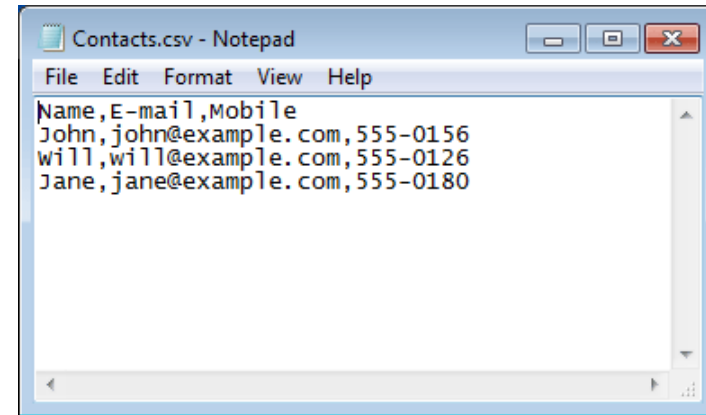 Contacts.csv - Notepad
File Edit Format View Help
Name,E-mail,Mobile
John,john@example.com,555-0156
Will,will@example.com,555-0126
Jane,jane@example.com,555-0180